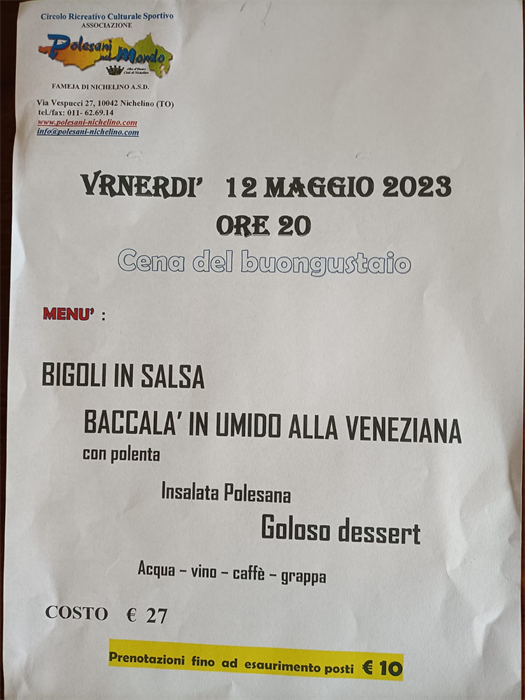 Circolo Ricreativo Culturale Sportivo
ASSOCIAZIONE
Polesani nel Mondo
FAMEJA DI NICHELINO A.S.D.
Via Vespucci 27, 10042 Nichelino (TO)
tel./fax: 011- 62.69.14
www.polesani-nichelino.com
info@polesani-nichelino.com
VRNERDI’ 12 MAGGIO 2023
ORE 20
Cena del buongustaio
MENU’ :
BIGOLI IN SALSA
BACCALA’ IN UMIDO ALLA VENEZIANA
con polenta
Insalata Polesana
Goloso dessert
Acqua – vino – caffè – grappa
COSTO € 27
Prenotazioni fino ad esaurimento posti € 10